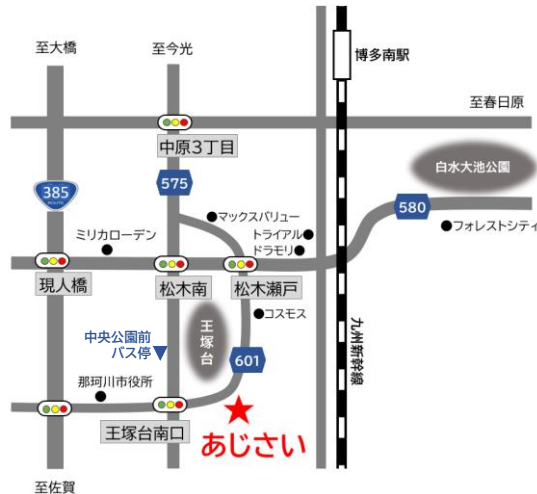 至大橋
至今光
博多南駅
至春日原
中原3丁目
白水大池公園
385
ROUTE
575
580
マックスバリュー
ミリカローデン
トライアル
ドラモリ
フォレストシティ
現人橋
松木南
松木瀬戸
コスモス
王塚台
九州新幹線
中央公園前
バス停
601
那珂川市役所
王塚台南口
あじさい
至佐賀